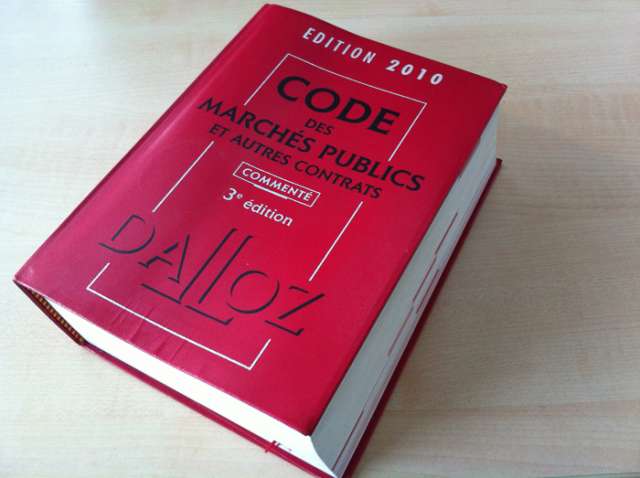 EDITION 2010
CODE
DES
MARCHÉS PUBLICS
ET AUTRES CONTRATS
COMMENTÉ
3e édition
DALLOZ